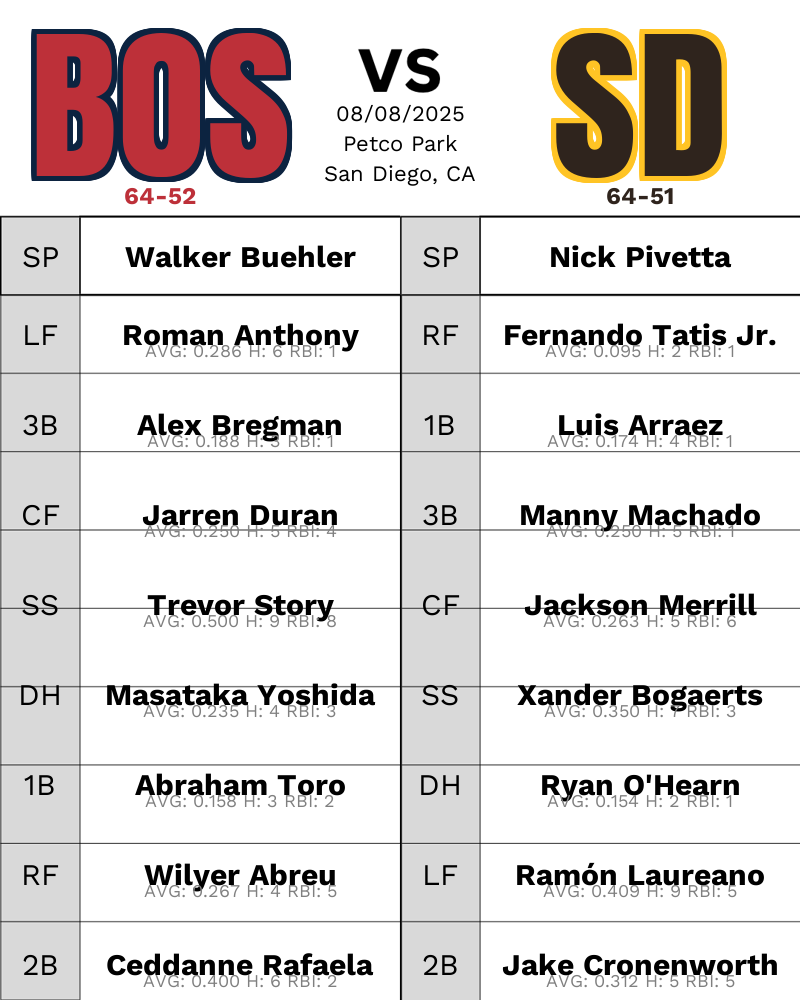 BOS
VS
SD
08/08/2025
Petco Park
San Diego, CA
64-52
64-51
SP Walker Buehler SP Nick Pivetta
LF Roman Anthony RF Fernando Tatis Jr.
AVG: 0.286 H: 6 RBI: 1 AVG: 0.095 H: 2 RBI: 1
3B Alex Bregman 1B Luis Arraez
AVG: 0.188 H: 3 RBI: 1 AVG: 0.174 H: 4 RBI: 1
CF Jarren Duran 3B Manny Machado
AVG: 0.250 H: 5 RBI: 4 AVG: 0.250 H: 5 RBI: 1
SS Trevor Story CF Jackson Merrill
AVG: 0.500 H: 9 RBI: 8 AVG: 0.263 H: 5 RBI: 6
DH Masataka Yoshida SS Xander Bogaerts
AVG: 0.235 H: 4 RBI: 3 AVG: 0.350 H: 7 RBI: 3
1B Abraham Toro DH Ryan O'Hearn
AVG: 0.158 H: 3 RBI: 2 AVG: 0.154 H: 2 RBI: 1
RF Wilyer Abreu LF Ramón Laureano
AVG: 0.267 H: 4 RBI: 5 AVG: 0.409 H: 9 RBI: 5
2B Ceddanne Rafaela 2B Jake Cronenworth
AVG: 0.400 H: 6 RBI: 2 AVG: 0.312 H: 5 RBI: 5